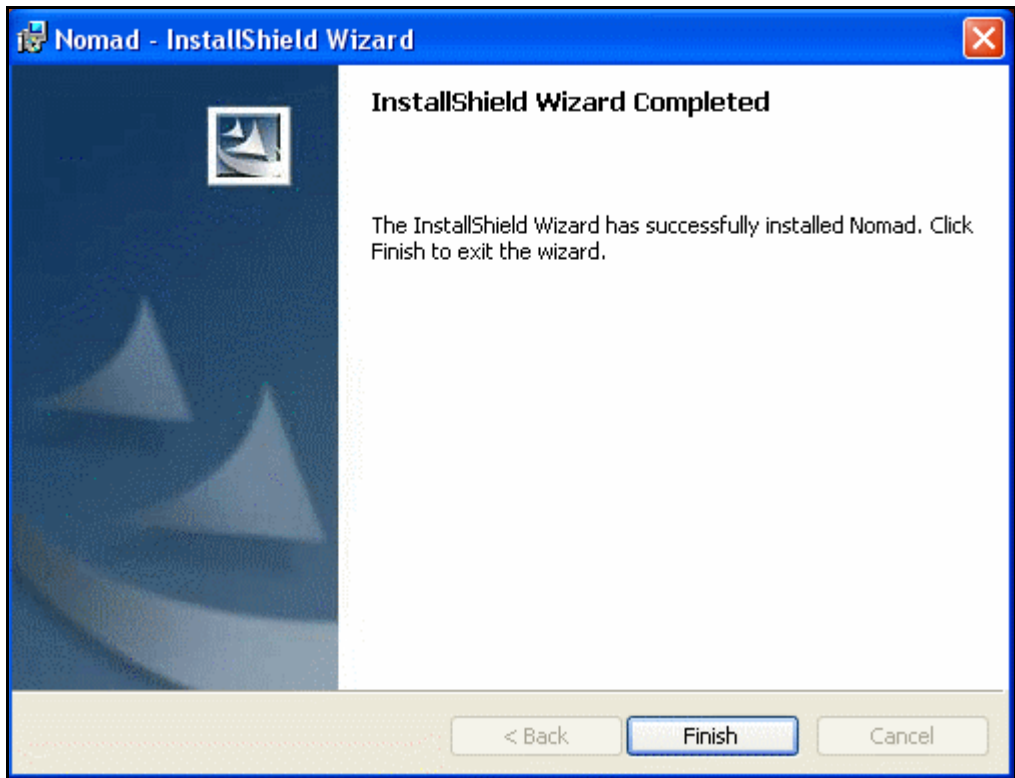 Nomad - InstallShield Wizard
InstallShield Wizard Completed
The InstallShield Wizard has successfully installed Nomad. Click
Finish to exit the wizard.
< Back
Finish
Cancel